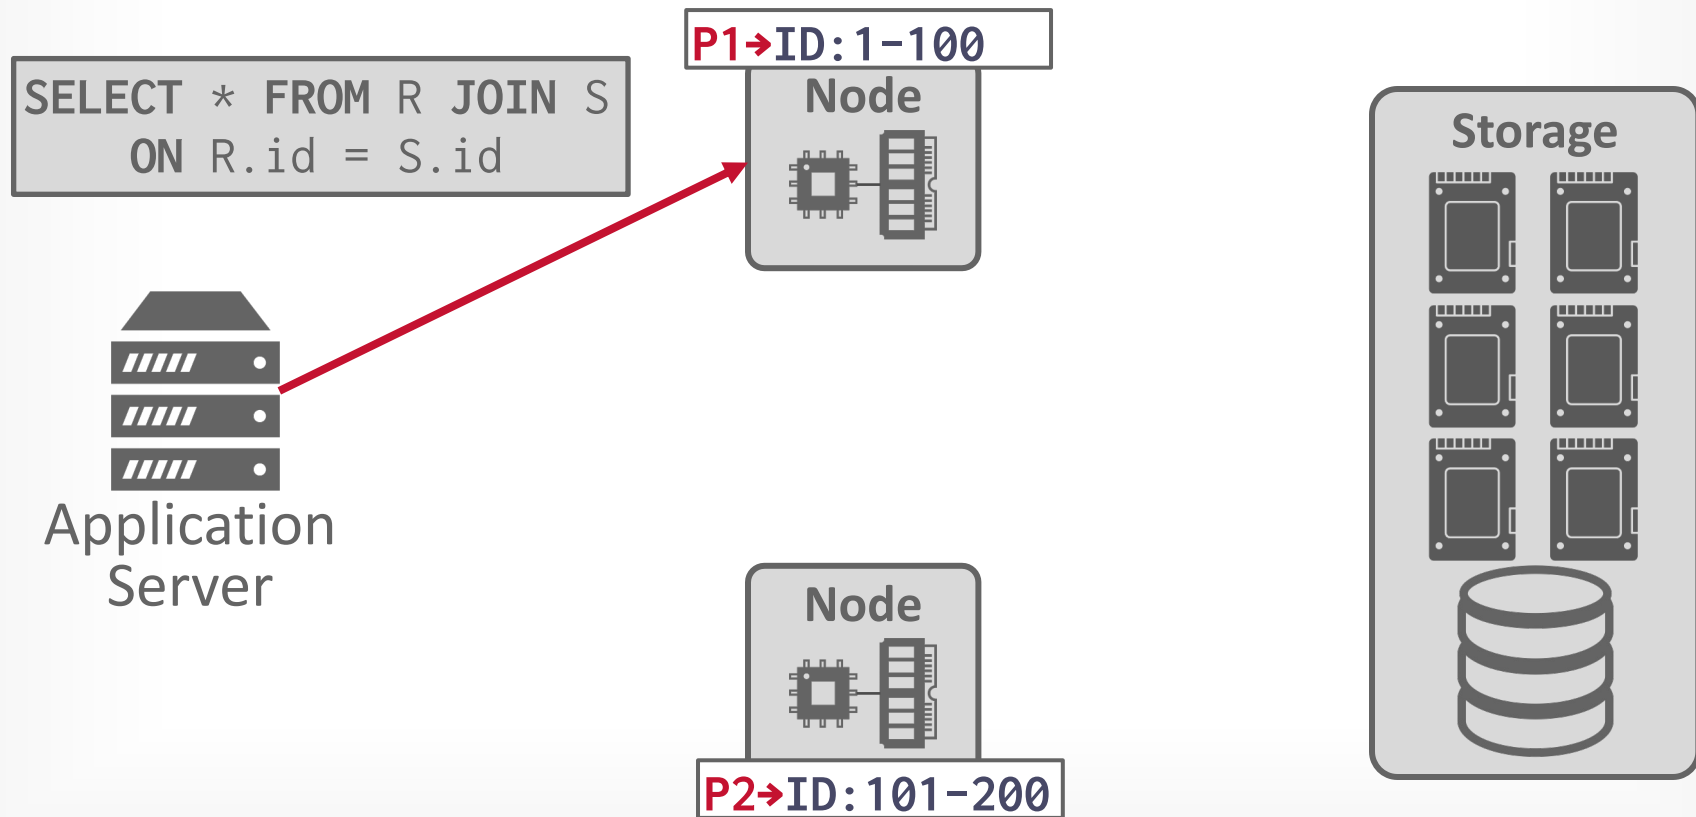 P1→ID:1-100
SELECT * FROM R JOIN S
ON R.id = S.id
Node
Storage
Application
Server
Node
P2→ID:101-200